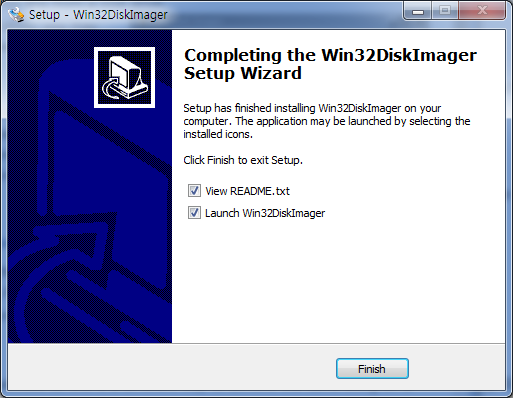 Setup - Win32DiskImager
Completing the Win32DiskImager
Setup Wizard
Setup has finished installing Win32DiskImager on your
computer. The application may be launched by selecting the
installed icons.
Click Finish to exit Setup.
View README.txt
Launch Win32DiskImager
Finish